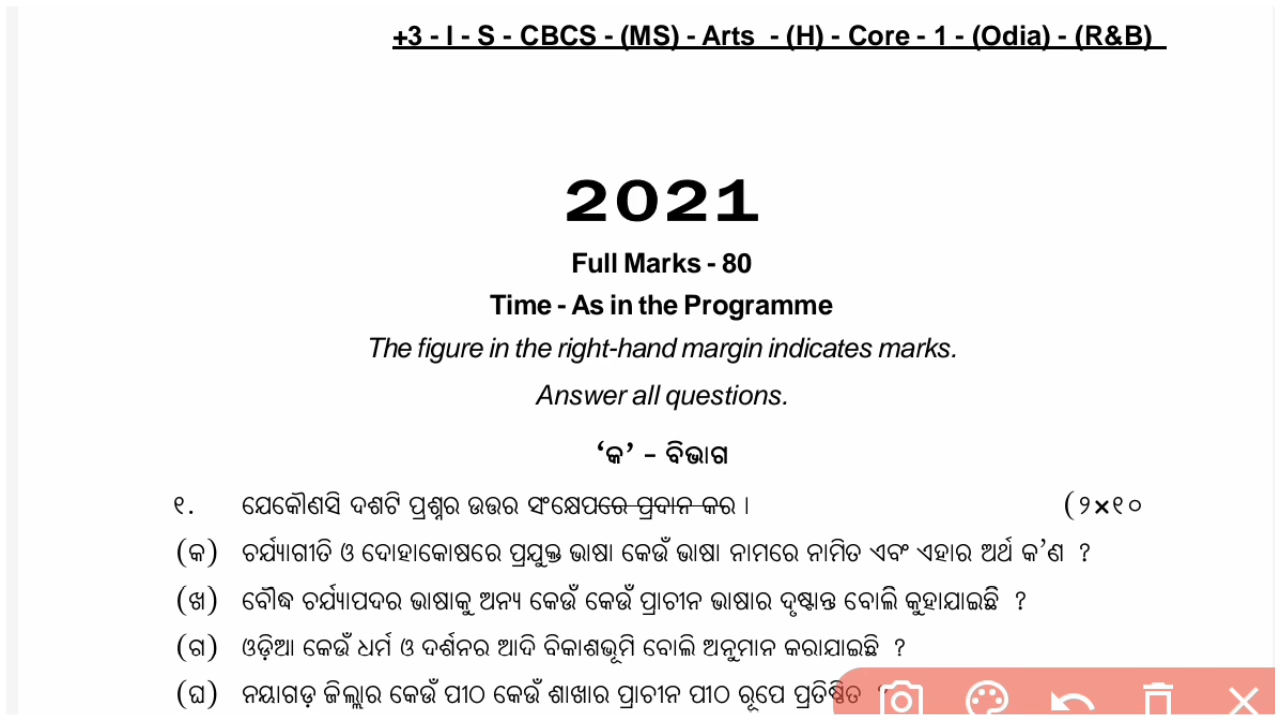 +3 - I - S - CBCS - (MS) - Arts - (H) - Core - 1 - (Odia) - (R&B)
2021
Full Marks - 80
Time - As in the Programme
The figure in the right-hand margin indicates marks.
Answer all questions.
‘କ’ – ବିଭାଗ
୧. ଯେକୌଣସି ଦଶଟି ପ୍ରଶ୍ନର ଉତ୍ତର ସଂକ୍ଷେପରେ ପ୍ରଦାନ କର । (୨×୧୦
(କ) ଚର୍ଯ୍ୟାଗୀତି ଓ ଦୋହାକୋଷରେ ପ୍ରଯୁକ୍ତ ଭାଷା କେଉଁ ଭାଷା ନାମରେ ନାମିତ ଏବଂ ଏହାର ଅର୍ଥ କ’ଣ ?
(ଖ) ବୌଦ୍ଧ ଚର୍ଯ୍ୟାପଦର ଭାଷାକୁ ଅନ୍ୟ କେଉଁ କେଉଁ ପ୍ରାଚୀନ ଭାଷାର ଦୃଷ୍ଟାନ୍ତ ବୋଲି କୁହାଯାଇଛି ?
(ଗ) ଓଡ଼ିଆ କେଉଁ ଧର୍ମ ଓ ଦର୍ଶନର ଆଦି ବିକାଶଭୂମି ବୋଲି ଅନୁମାନ କରାଯାଇଛି ?
(ଘ) ନୟାଗଡ଼ ଜିଲ୍ଲାର କେଉଁ ପୀଠ କେଉଁ ଶାଖାର ପ୍ରାଚୀନ ପୀଠ ରୂପେ ପ୍ରତିଷ୍ଠିତ ?